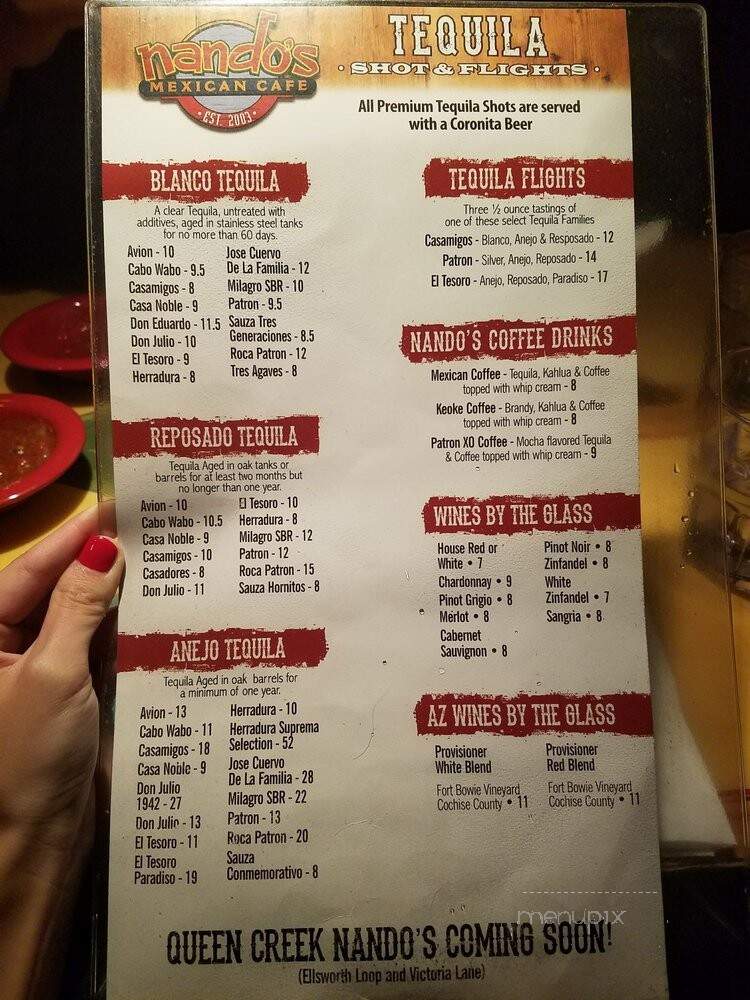 nando's
MEXICAN CAFE
• EST. 2003 •
TEQUILA
• SHOT & FLIGHTS •
All Premium Tequila Shots are served
with a Coronita Beer
BLANCO TEQUILA
A clear Tequila, untreated with
additives, aged in stainless steel tanks
for no more than 60 days.
Avion - 10
Cabo Wabo - 9.5
Casamigos - 8
Casa Noble - 9
Don Eduardo - 11.5
Don Julio - 10
El Tesoro - 9
Herradura - 8
Jose Cuervo
De La Familia - 12
Milagro SBR - 10
Patron - 9.5
Sauza Tres
Generaciones - 8.5
Roca Patron - 12
Tres Agaves - 8
REPOSADO TEQUILA
Tequila Aged in oak tanks or
barrels for at least two months but
no longer than one year.
Avion - 10
Cabo Wabo - 10.5
Casa Noble - 9
Casamigos - 10
Casadores - 8
Don Julio - 11
El Tesoro - 10
Herradura - 8
Milagro SBR - 12
Patron - 12
Roca Patron - 15
Sauza Hornitos - 8
ANEJO TEQUILA
Tequila Aged in oak barrels for
a minimum of one year.
Avion - 13
Cabo Wabo - 11
Casamigos - 18
Casa Noble - 9
Don Julio
1942 - 27
Don Julio - 13
El Tesoro - 11
El Tesoro
Paradiso - 19
Herradura - 10
Herradura Suprema
Selection - 52
Jose Cuervo
De La Familia - 28
Milagro SBR - 22
Patron - 13
Roca Patron - 20
Sauza
Conmemorativo - 8
TEQUILA FLIGHTS
Three ½ ounce tastings of
one of these select Tequila Families
Casamigos - Blanco, Anejo & Resposado - 12
Patron - Silver, Anejo, Reposado - 14
El Tesoro - Anejo, Reposado, Paradiso - 17
NANDO'S COFFEE DRINKS
Mexican Coffee - Tequila, Kahlua & Coffee
topped with whip cream - 8
Keoke Coffee - Brandy, Kahlua & Coffee
topped with whip cream - 8
Patron XO Coffee - Mocha flavored Tequila
& Coffee topped with whip cream - 9
WINES BY THE GLASS
House Red or
White • 7
Chardonnay • 9
Pinot Grigio • 8
Merlot • 8
Cabernet
Sauvignon • 8
Pinot Noir • 8
Zinfandel • 8
White
Zinfandel • 7
Sangria • 8
AZ WINES BY THE GLASS
Provisioner
White Blend
Fort Bowie Vineyard
Cochise County • 11
Provisioner
Red Blend
Fort Bowie Vineyard
Cochise County • 11
menupix
QUEEN CREEK NANDO'S COMING SOON!
(Ellsworth Loop and Victoria Lane)